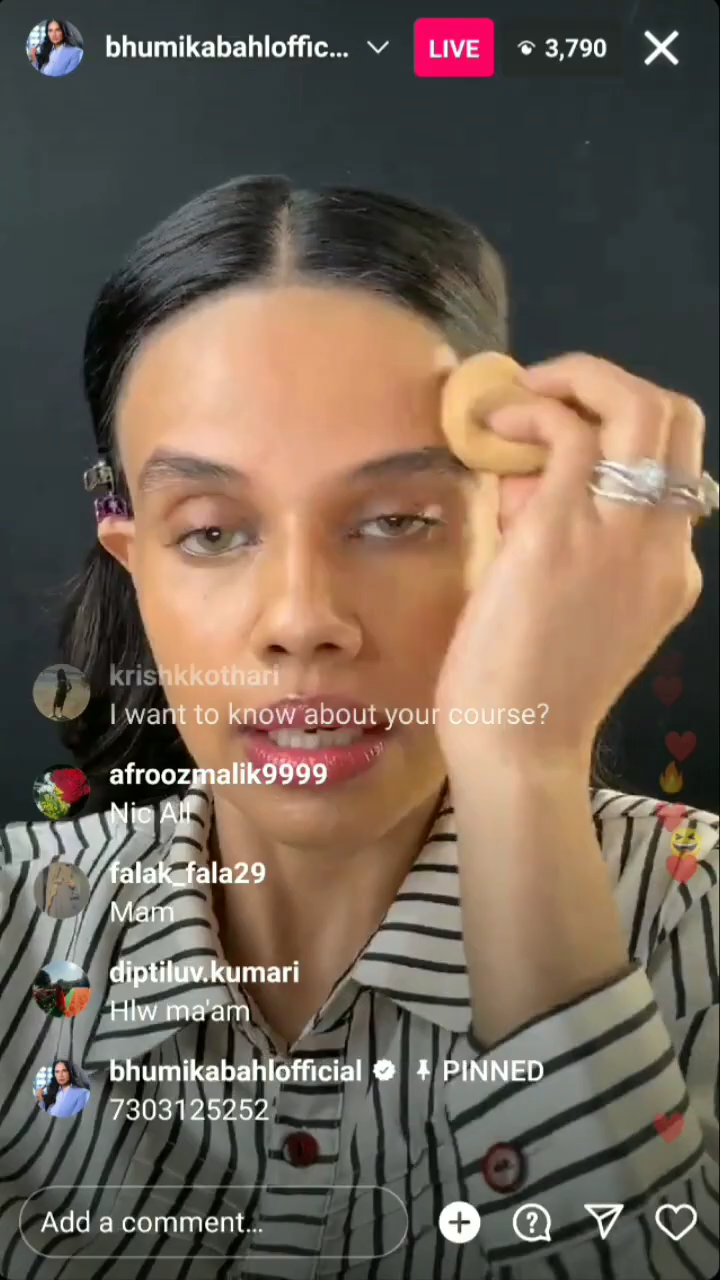 bhumikabahloffic...
LIVE
3,790
krishkkothari
I want to know about your course?
afroozmalik9999
Nic All
falak_fala29
Mam
diptiluv.kumari
Hlw ma'am
bhumikabahlofficial PINNED
7303125252
Add a comment...